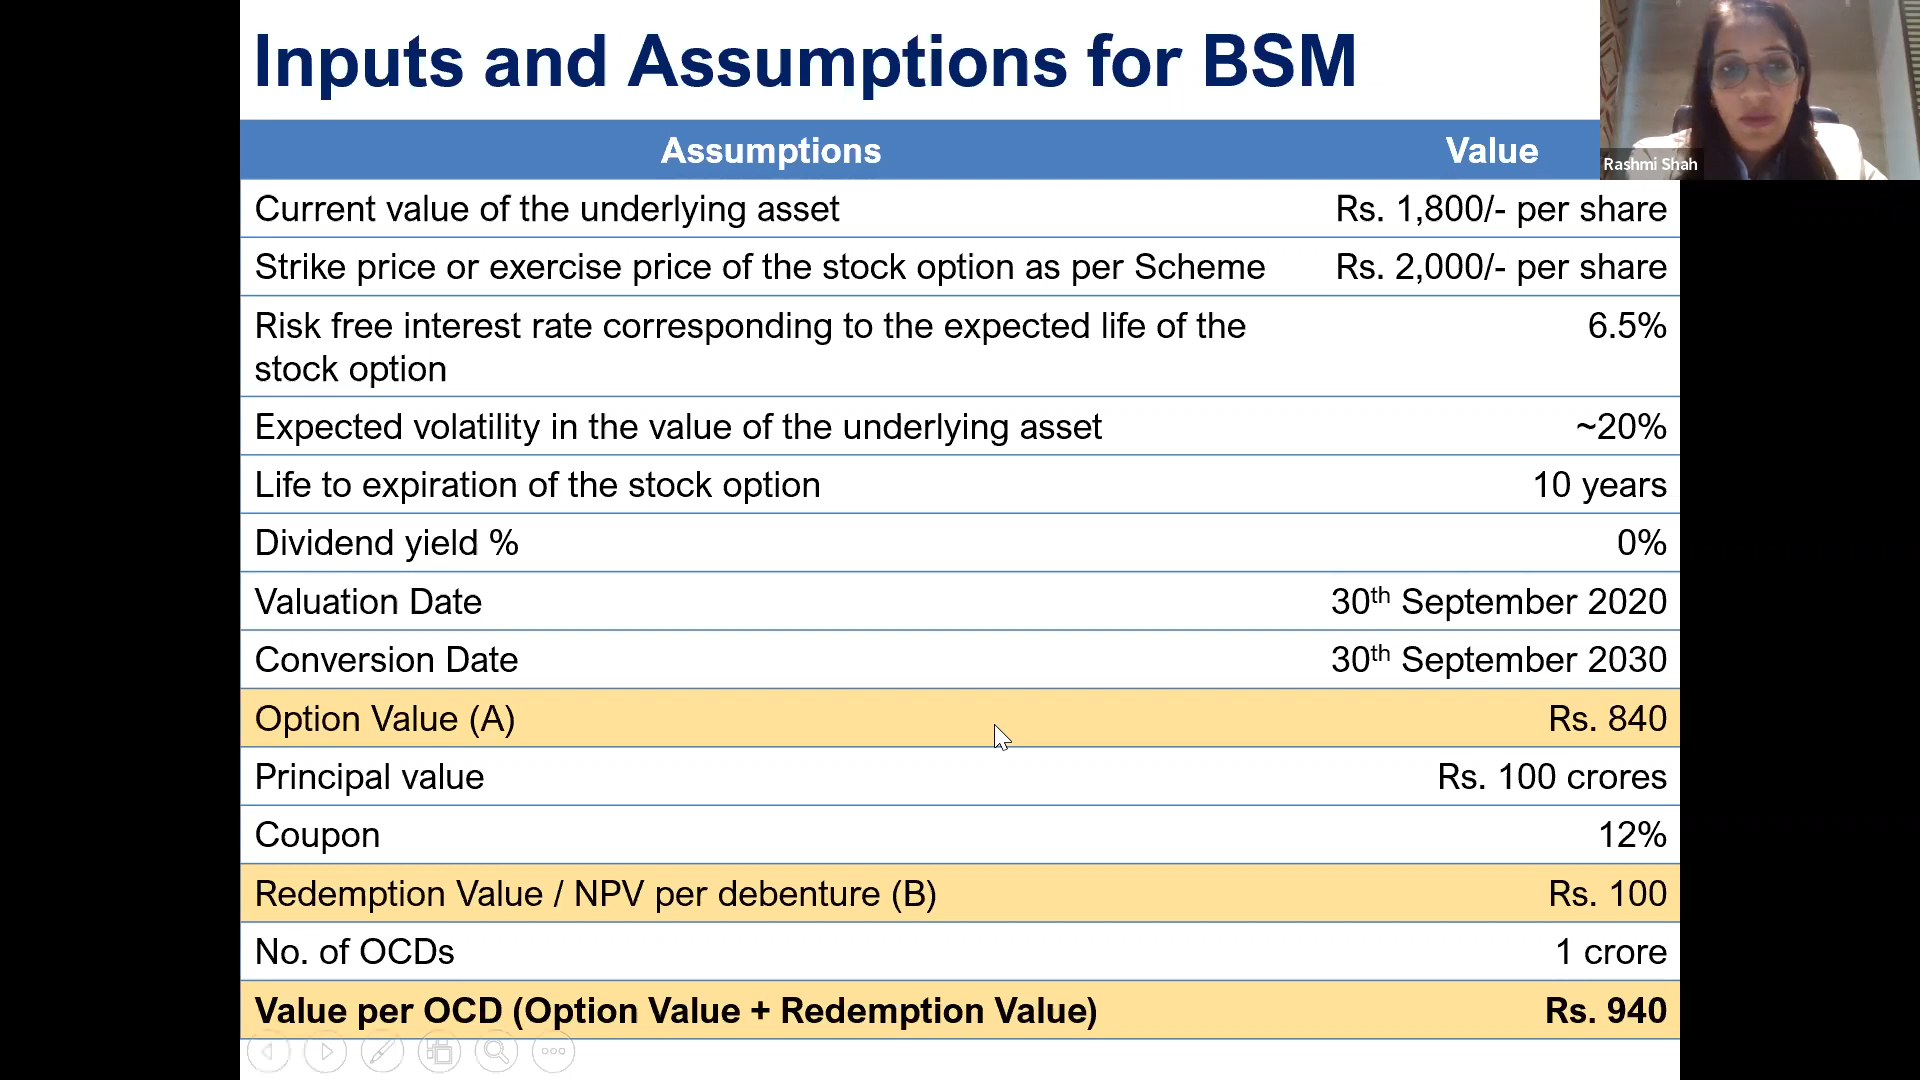 Inputs and Assumptions for BSM
Rashmi Shah
Assumptions Value
Current value of the underlying asset Rs. 1,800/- per share
Strike price or exercise price of the stock option as per Scheme Rs. 2,000/- per share
Risk free interest rate corresponding to the expected life of the 6.5%
stock option
Expected volatility in the value of the underlying asset ~20%
Life to expiration of the stock option 10 years
Dividend yield % 0%
Valuation Date 30th September 2020
Conversion Date 30th September 2030
Option Value (A) Rs. 840
Principal value Rs. 100 crores
Coupon 12%
Redemption Value / NPV per debenture (B) Rs. 100
No. of OCDs 1 crore
Value per OCD (Option Value + Redemption Value) Rs. 940